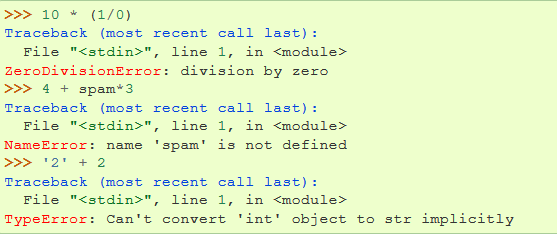 >>> 10 * (1/0)
Traceback (most recent call last):
  File "<stdin>", line 1, in <module>
ZeroDivisionError: division by zero
>>> 4 + spam*3
Traceback (most recent call last):
  File "<stdin>", line 1, in <module>
NameError: name 'spam' is not defined
>>> '2' + 2
Traceback (most recent call last):
  File "<stdin>", line 1, in <module>
TypeError: Can't convert 'int' object to str implicitly